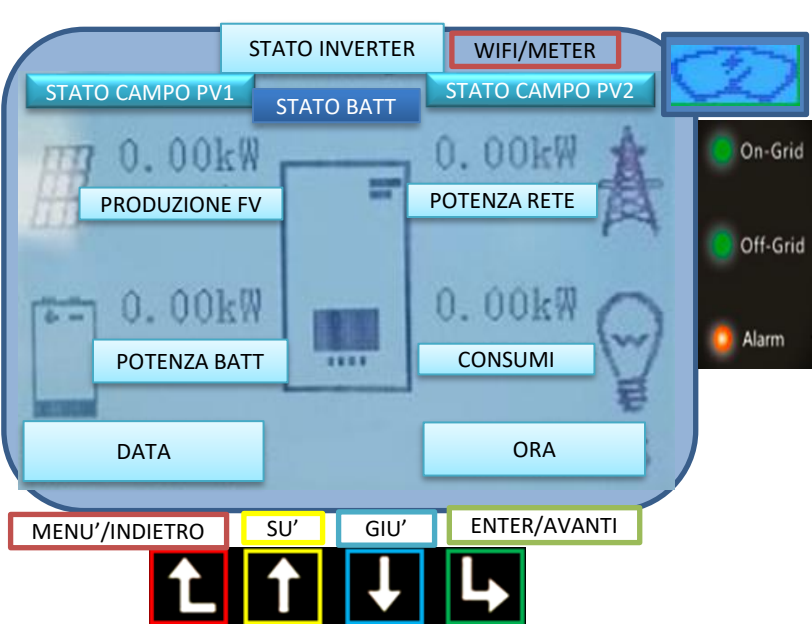 STATO INVERTER
WIFI/METER
STATO CAMPO PV1
STATO BATT
STATO CAMPO PV2
0.00kW
0.00kW
On-Grid
PRODUZIONE FV
POTENZA RETE
Off-Grid
0.00kW
0.00kW
Alarm
POTENZA BATT
CONSUMI
DATA
ORA
MENU’/INDIETRO
SU’
GIU’
ENTER/AVANTI